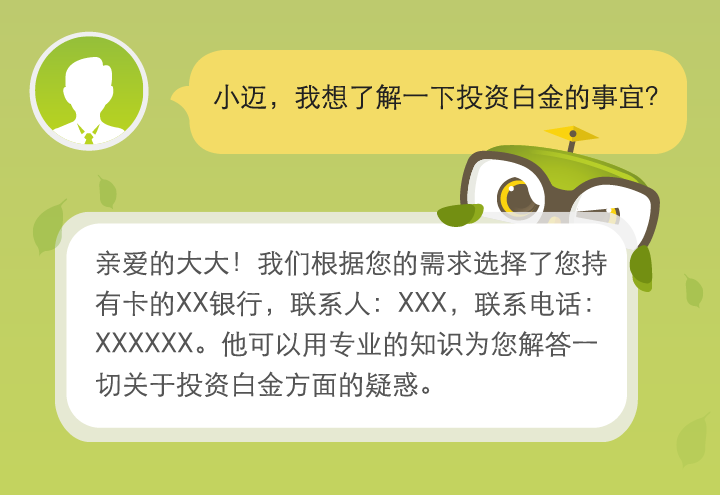 小迈，我想了解一下投资白金的事宜？
亲爱的大大！我们根据您的需求选择了您持
有卡的XX银行，联系人：XXX，联系电话：
XXXXXX。他可以用专业的知识为您解答一
切关于投资白金方面的疑惑。